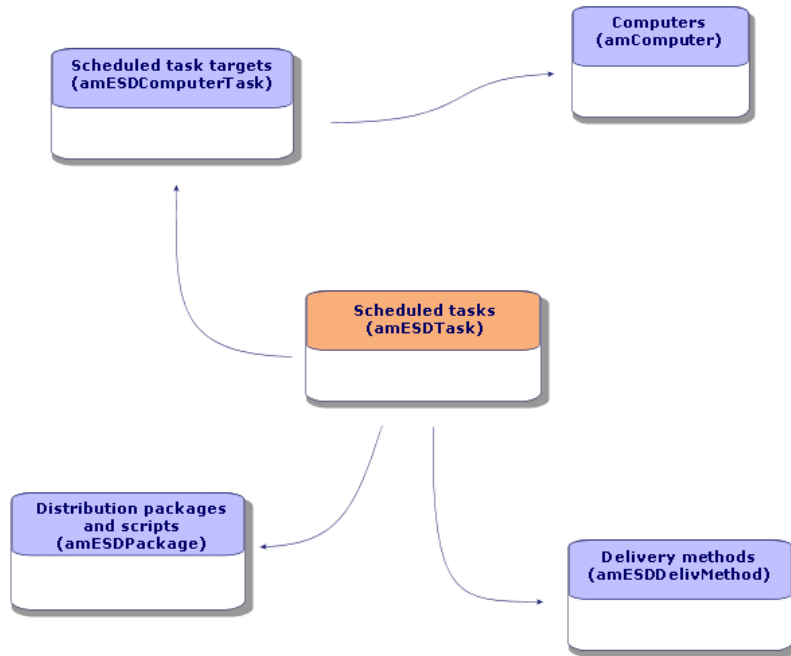 Computers
(amComputer)
Scheduled task targets
(amESDComputerTask)
Scheduled tasks
(amESDTask)
Distribution packages
and scripts
(amESDPackage)
Delivery methods
(amESDDelivMethod)